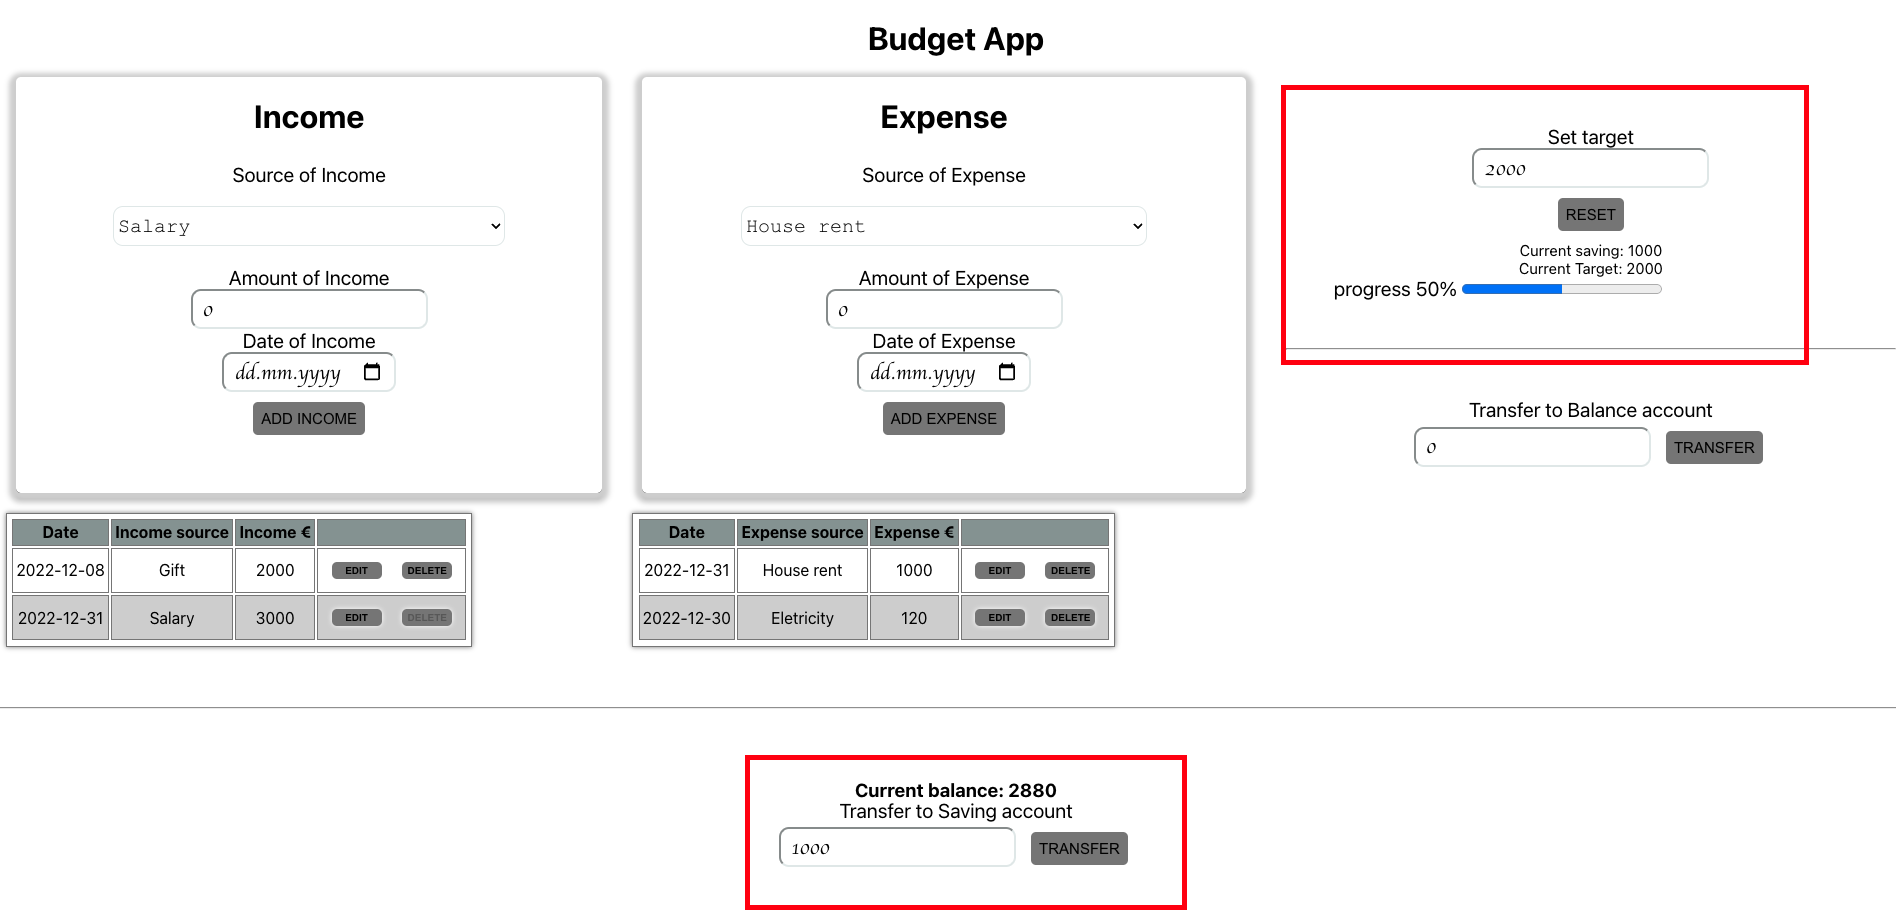 Budget App
Income
Source of Income
Salary
Amount of Income
0
Date of Income
dd.mm.yyyy
ADD INCOME
Expense
Source of Expense
House rent
Amount of Expense
0
Date of Expense
dd.mm.yyyy
ADD EXPENSE
Set target
2000
RESET
Current saving: 1000
Current Target: 2000
progress 50%
Transfer to Balance account
0 TRANSFER
Date Income source Income €
2022-12-08 Gift 2000 EDIT DELETE
2022-12-31 Salary 3000 EDIT DELETE
Date Expense source Expense €
2022-12-31 House rent 1000 EDIT DELETE
2022-12-30 Eletricity 120 EDIT DELETE
Current balance: 2880
Transfer to Saving account
1000 TRANSFER